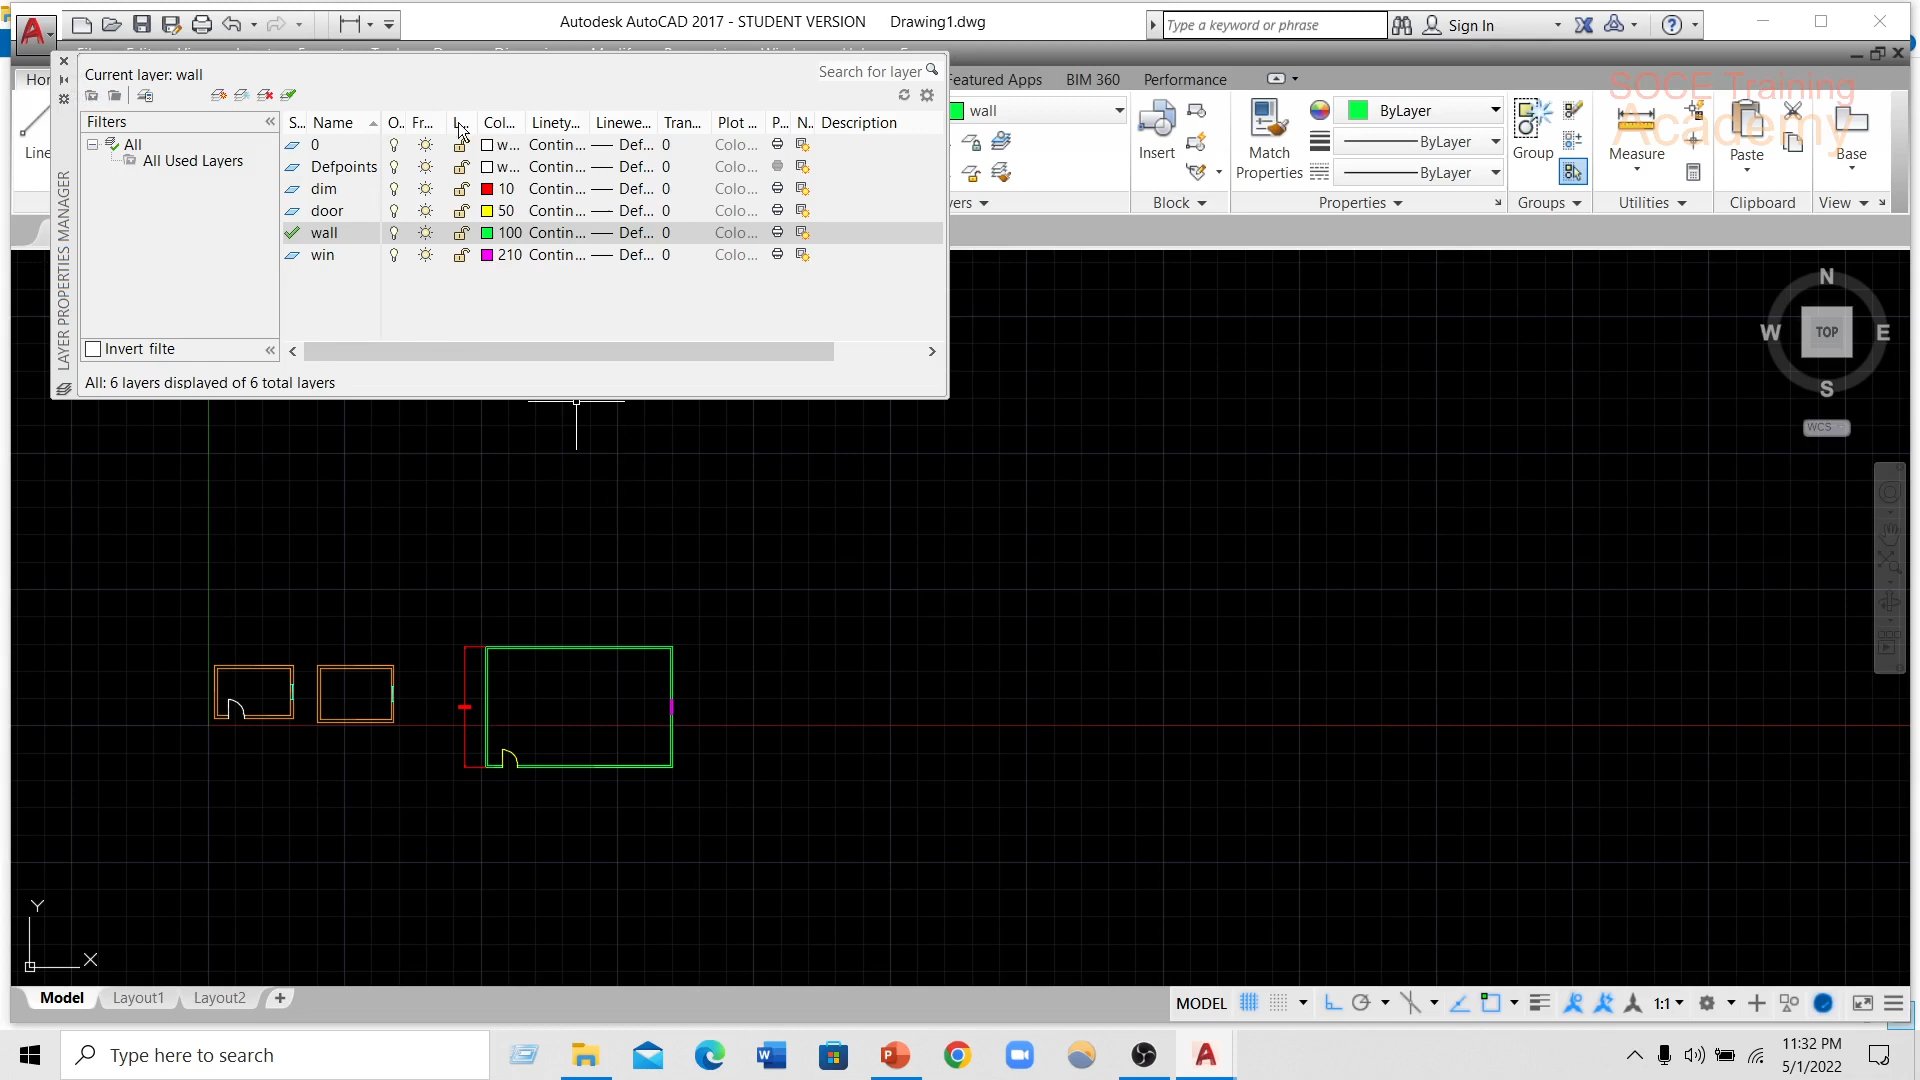 Autodesk AutoCAD 2017 - STUDENT VERSION Drawing1.dwg
Type a keyword or phrase
Sign In
Current layer: wall
Search for layer
Featured Apps BIM 360 Performance
SOCE Training
Academy
Filters
All
All Used Layers
Invert filte
S.. Name O.. Fr... Col... Linety... Linewe... Tran... Plot ... P... N.. Description
0 w... Contin... Def... 0 Colo...
Defpoints w... Contin... Def... 0 Colo...
dim 10 Contin... Def... 0 Colo...
door 50 Contin... Def... 0 Colo...
wall 100 Contin... Def... 0 Colo...
win 210 Contin... Def... 0 Colo...
All: 6 layers displayed of 6 total layers
LAYER PROPERTIES MANAGER
wall
Insert
Match
Properties
ByLayer
ByLayer
ByLayer
Group
Measure
Paste
Base
Block
Properties
Groups
Utilities
Clipboard
View
N
W TOP E
S
WCS
Y
X
Model Layout1 Layout2 +
MODEL
1:1
Type here to search
11:32 PM
5/1/2022